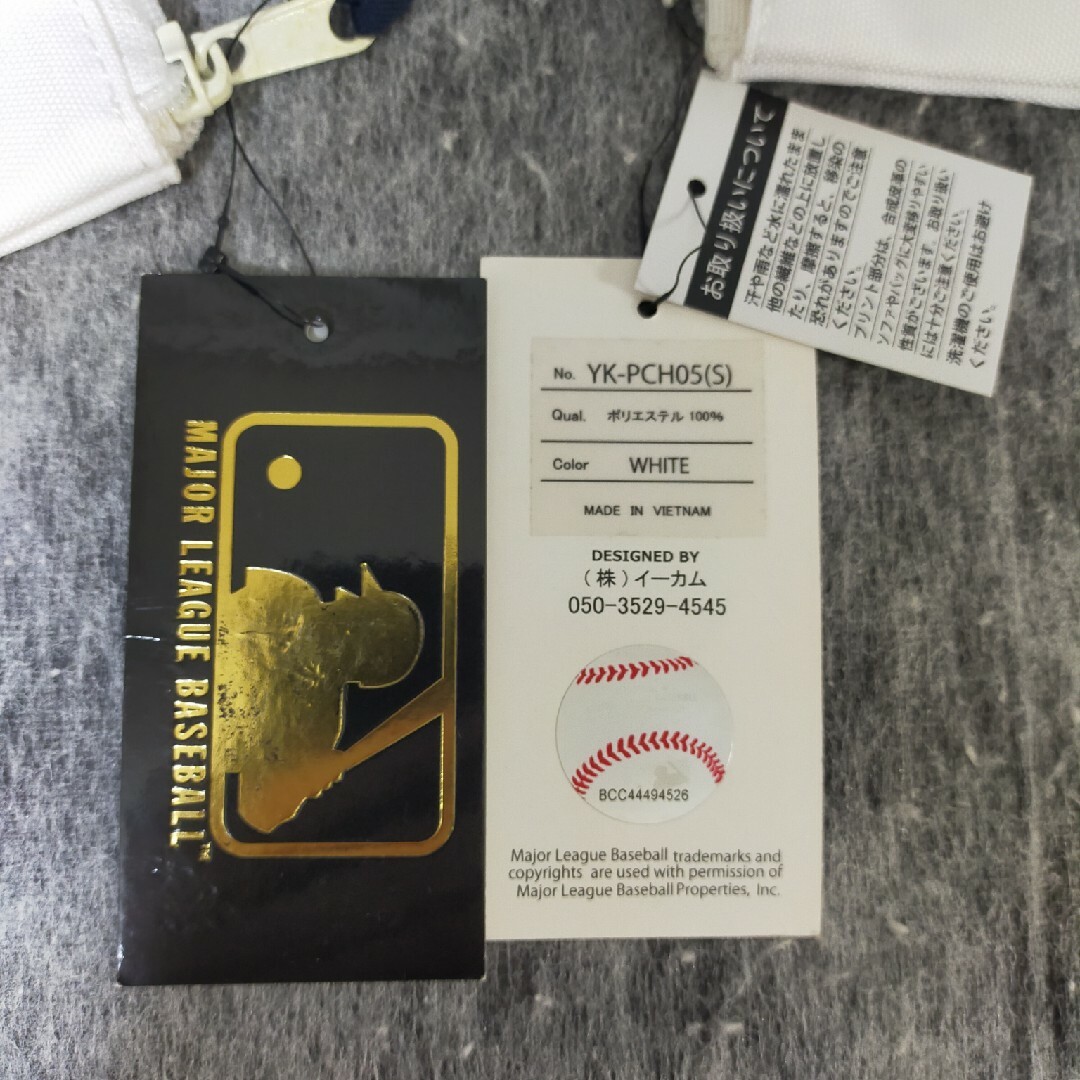 MAJOR LEAGUE BASEBALL™
No. YK-PCH05(S)
Qual. ポリエステル 100%
Color WHITE
MADE IN VIETNAM
DESIGNED BY
(株)イーカム
050-3529-4545
BCC44494526
Major League Baseball trademarks and
copyrights are used with permission of
Major League Baseball Properties, Inc.
お取り扱いについて
汗や雨など水に濡れたまま
他の繊維などの上に放置し
たり、摩擦すると、移染の
恐れがありますのでご注意
ください。
プリント部分は、合成皮革の
ソファやバッグに大変移りやすい
性質がございます。お取り扱い
には十分ご注意ください。
洗濯機のご使用はお避け
ください。